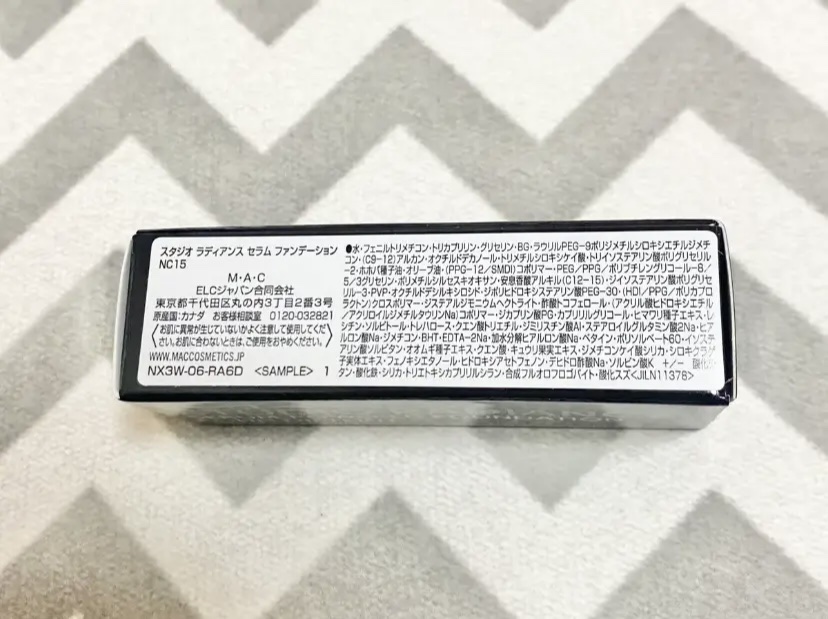 スタジオ ラディアンス セラム ファンデーション
NC15
M・A・C
ELCジャパン合同会社
東京都千代田区丸の内3丁目2番3号
原産国:カナダ お客様相談室 0120-032821
お肌に異常が生じていないかよく注意して使用してくだ
さい。お肌に合わないときは、ご使用をおやめください。
WWW.MACCOSMETICS.JP
NX3W-06-RA6D <SAMPLE> 1
●水・フェニルトリメチコン・トリカプリリン・グリセリン・BG・ラウリルPEG-9ポリジメチルシロキシエチルジメチ
コン・(C9-12)アルカン・オクチルドデカノール・トリメチルシロキシケイ酸・トリイソステアリン酸ポリグリセリル
-2・ホホバ種子油・オリーブ油・(PPG-12/SMDI)コポリマー・PEG/PPG/ポリブチレングリコール-8/
5/3グリセリン・ポリメチルシルセスキオキサン・安息香酸アルキル(C12-15)・ジイソステアリン酸ポリグリセ
リル-3・PVP・オクチルドデシルキシロシド・ジポリヒドロキシステアリン酸PEG-30・(HDI/PPG/ポリカプロ
ラクトン)クロスポリマー・ジステアルジモニウムヘクトライト・酢酸トコフェロール・(アクリル酸ヒドロキシエチル
/アクリロイルジメチルタウリンNa)コポリマー・ジカプリン酸PG・カプリリルグリコール・ヒマワリ種子エキス・レ
シチン・ソルビトール・トレハロース・クエン酸トリエチル・ジミリスチン酸Al・ステアロイルグルタミン酸2Na・ヒア
ルロン酸Na・ジメチコン・BHT・EDTA-2Na・加水分解ヒアルロン酸Na・ベタイン・ポリソルベート60・イソステ
アリン酸ソルビタン・オオムギ種子エキス・クエン酸・キュウリ果実エキス・ジメチコンケイ酸シリカ・シロキクラゲ
子実体エキス・フェノキシエタノール・ヒドロキシアセトフェノン・デヒドロ酢酸Na・ソルビン酸K +/- 酸化チ
タン・酸化鉄・シリカ・トリエトキシカプリリルシラン・合成フルオロフロゴパイト・酸化スズ<JILN11376>